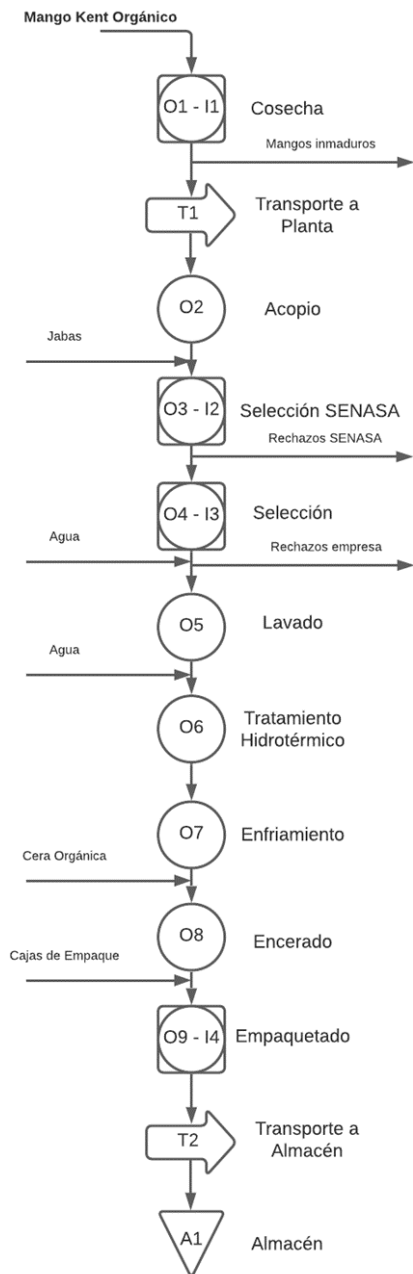 Mango Kent Orgánico
O1 - I1
Cosecha
Mangos inmaduros
T1
Transporte a
Planta
O2
Acopio
Jabas
O3 - I2
Selección SENASA
Rechazos SENASA
O4 - I3
Selección
Agua
Rechazos empresa
O5
Lavado
Agua
O6
Tratamiento
Hidrotérmico
O7
Enfriamiento
Cera Orgánica
O8
Encerado
Cajas de Empaque
O9 - I4
Empaquetado
T2
Transporte a
Almacén
A1
Almacén